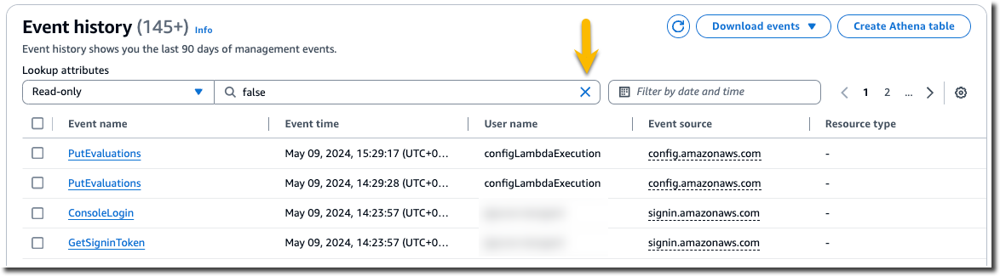 Event history (145+) Info
Download events
Create Athena table
Event history shows you the last 90 days of management events.
Lookup attributes
Read-only
false
Filter by date and time
1 2 ...
Event name Event time User name Event source Resource type
PutEvaluations May 09, 2024, 15:29:17 (UTC+0... configLambdaExecution config.amazonaws.com -
PutEvaluations May 09, 2024, 14:29:28 (UTC+0... configLambdaExecution config.amazonaws.com -
ConsoleLogin May 09, 2024, 14:23:57 (UTC+0... signin.amazonaws.com -
GetSigninToken May 09, 2024, 14:23:57 (UTC+0... signin.amazonaws.com -